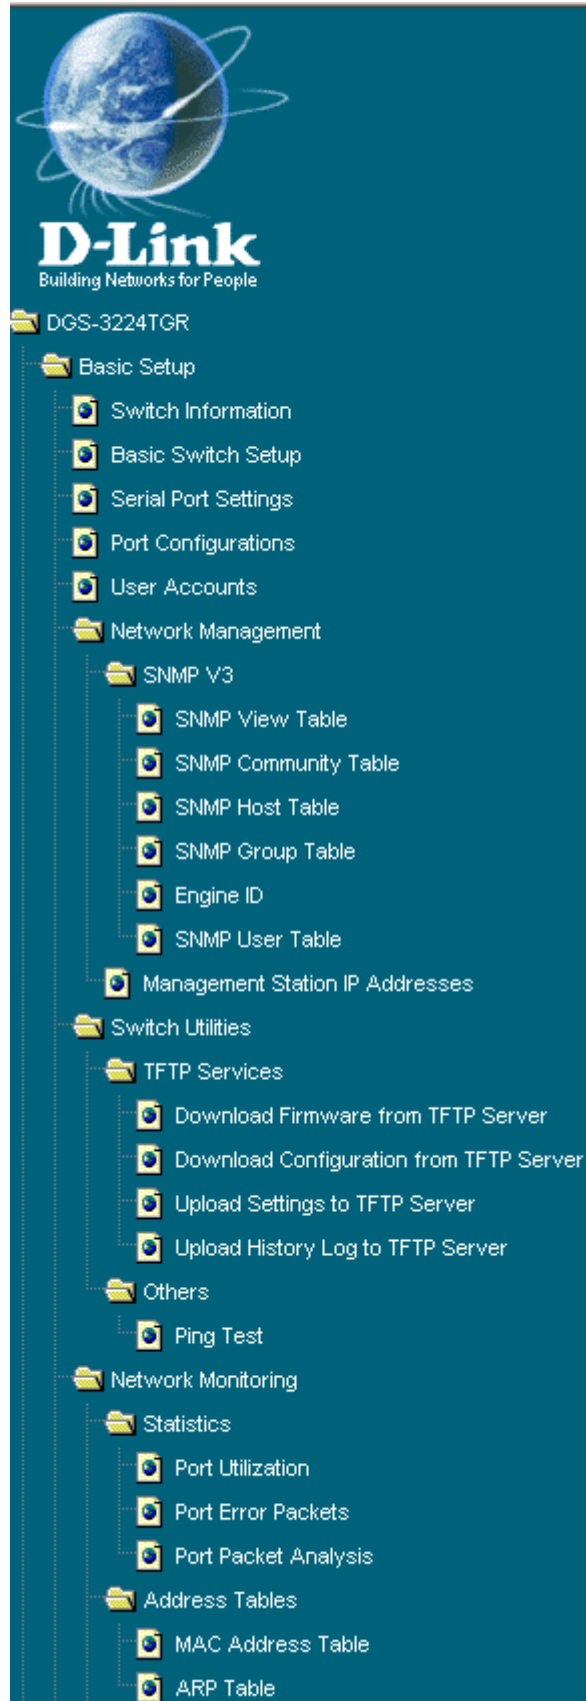 D-Link
Building Networks for People
DGS-3224TGR
Basic Setup
Switch Information
Basic Switch Setup
Serial Port Settings
Port Configurations
User Accounts
Network Management
SNMP V3
SNMP View Table
SNMP Community Table
SNMP Host Table
SNMP Group Table
Engine ID
SNMP User Table
Management Station IP Addresses
Switch Utilities
TFTP Services
Download Firmware from TFTP Server
Download Configuration from TFTP Server
Upload Settings to TFTP Server
Upload History Log to TFTP Server
Others
Ping Test
Network Monitoring
Statistics
Port Utilization
Port Error Packets
Port Packet Analysis
Address Tables
MAC Address Table
ARP Table